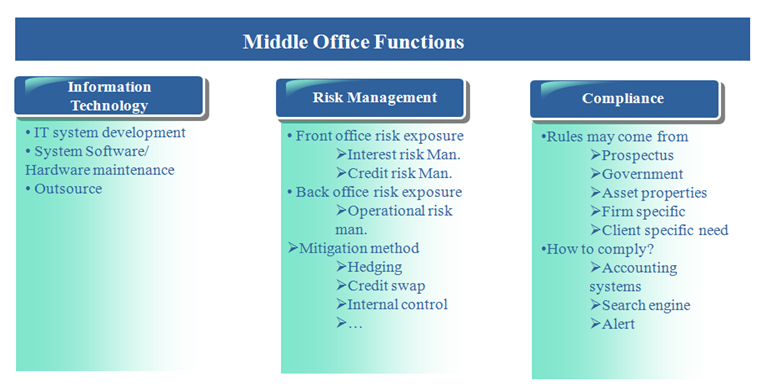 Middle Office Functions
Information
Technology
• IT system development
• System Software/
Hardware maintenance
• Outsource
Risk Management
• Front office risk exposure
➢Interest risk Man.
➢Credit risk Man.
• Back office risk exposure
➢Operational risk
man.
➢Mitigation method
➢Hedging
➢Credit swap
➢Internal control
➢…
Compliance
•Rules may come from
➢Prospectus
➢Government
➢Asset properties
➢Firm specific
➢Client specific need
•How to comply?
➢Accounting
systems
➢Search engine
➢Alert